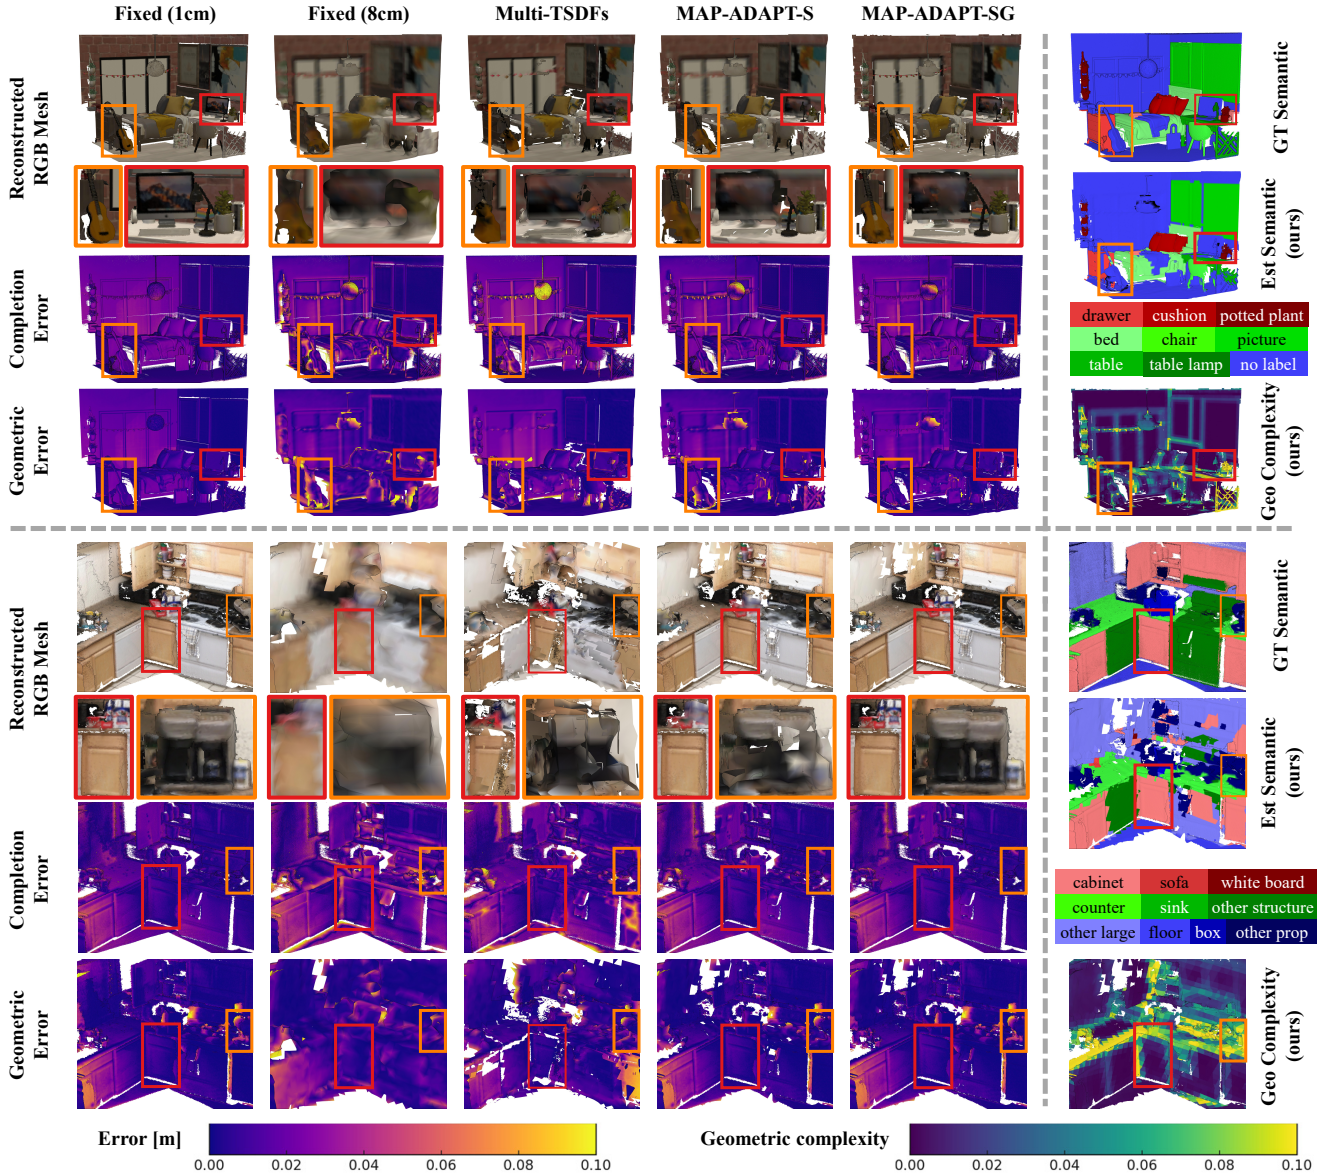 Fixed (1cm) Fixed (8cm) Multi-TSDFs MAP-ADAPT-S MAP-ADAPT-SG
Reconstructed
RGB Mesh
Completion
Error
Geometric
Error
GT Semantic
Est Semantic
(ours)
drawer cushion potted plant
bed chair picture
table table lamp no label
Geo Complexity
(ours)
Reconstructed
RGB Mesh
Completion
Error
Geometric
Error
GT Semantic
Est Semantic
(ours)
cabinet sofa white board
counter sink other structure
other large floor box other prop
Geo Complexity
(ours)
Error [m]
0.00 0.02 0.04 0.06 0.08 0.10
Geometric complexity
0.00 0.02 0.04 0.06 0.08 0.10